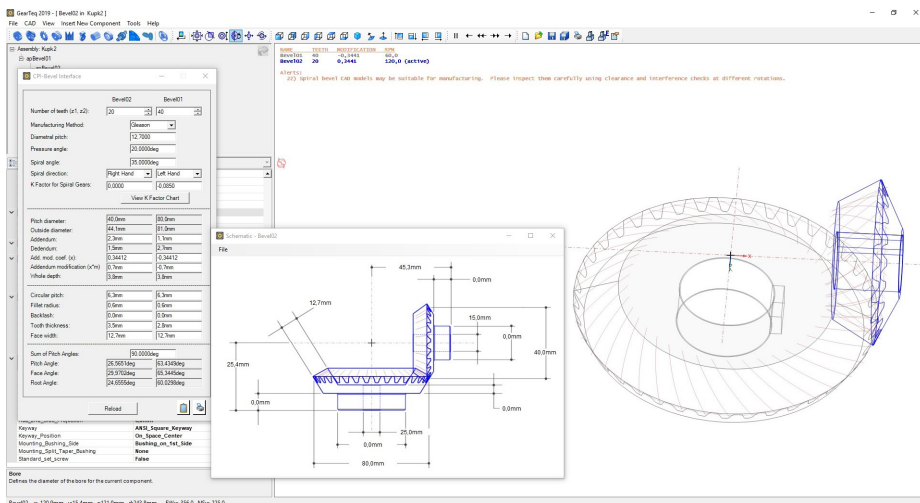 GearTeq 2019 - [ Bevel02 in Kupk2 ]
File CAD View Insert New Component Tools Help
Assembly: Kupk2
apBevel01
CPI-Bevel Interface
Bevel02 Bevel01
Number of teeth (z1; z2): 20 40
Manufacturing Method: Gleason
Diametral pitch: 12,7000
Pressure angle: 20.0000deg
Spiral angle: 35.0000deg
Spiral direction: Right Hand Left Hand
K Factor for Spiral Gears: 0.0000 -0.0850
View K Factor Chart
Pitch diameter: 40,0mm 80,0mm
Outside diameter: 44,1mm 81,0mm
Addendum: 2,3mm 1,1mm
Dedendum: 1,5mm 2,7mm
Add. mod. coef. (x): 0.34412 -0.34412
Addendum modification (x*m) 0,7mm -0,7mm
Whole depth: 3,8mm 3,8mm
Circular pitch: 6,3mm 6,3mm
Fillet radius: 0,6mm 0,6mm
Backlash: 0,0mm 0,0mm
Tooth thickness: 3,5mm 2,8mm
Face width: 12,7mm 12,7mm
Sum of Pitch Angles: 90.0000deg
Pitch Angle: 26,5651deg 63,4349deg
Face Angle: 29,9702deg 65,3445deg
Root Angle: 24,6555deg 60,0298deg
Reload
Keyway ANSI_Square_Keyway
Keyway_Position On_Space_Center
Mounting_Bushing_Side Bushing_on_1st_Side
Mounting_Split_Taper_Bushing None
Standard_set_screw False
Bore
Defines the diameter of the bore for the current component.
NAME TEETH MODIFICATION RPM
Bevel01 40 -0,3441 60,0
Bevel02 20 0,3441 120,0 (active)
Alerts:
22) Spiral bevel CAD models may be suitable for manufacturing. Please inspect them carefully using clearance and interference checks at different rotations.
Schematic - Bevel02
File
45,3mm
0,0mm
12,7mm
15,0mm
0,0mm
40,0mm
25,4mm
0,0mm
0,0mm
25,0mm
0,0mm
80,0mm
x